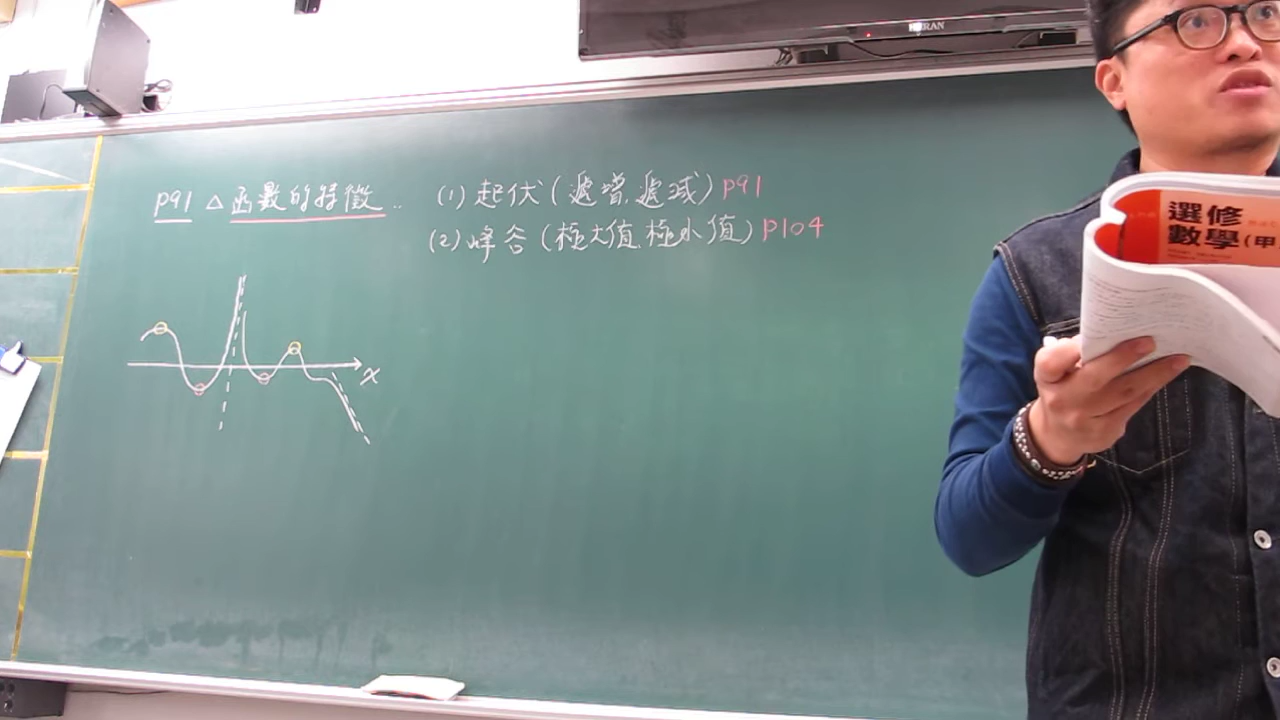 HERAN
P91 △ 函數的特徵..
(1) 起伏 (遞增, 遞減) P91
(2) 峰谷 (極大值, 極小值) P104
x
選修
數學(甲